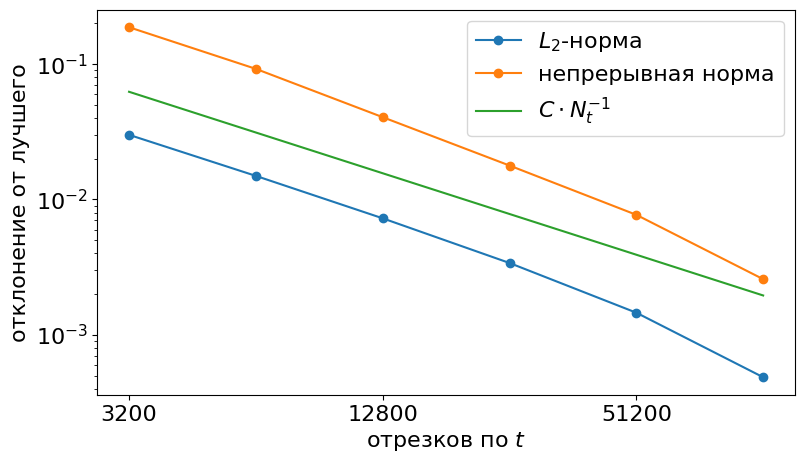 отклонение от лучшего
10⁻¹
10⁻²
10⁻³
L₂-норма
непрерывная норма
C · Nₜ⁻¹
3200
12800
51200
отрезков по t